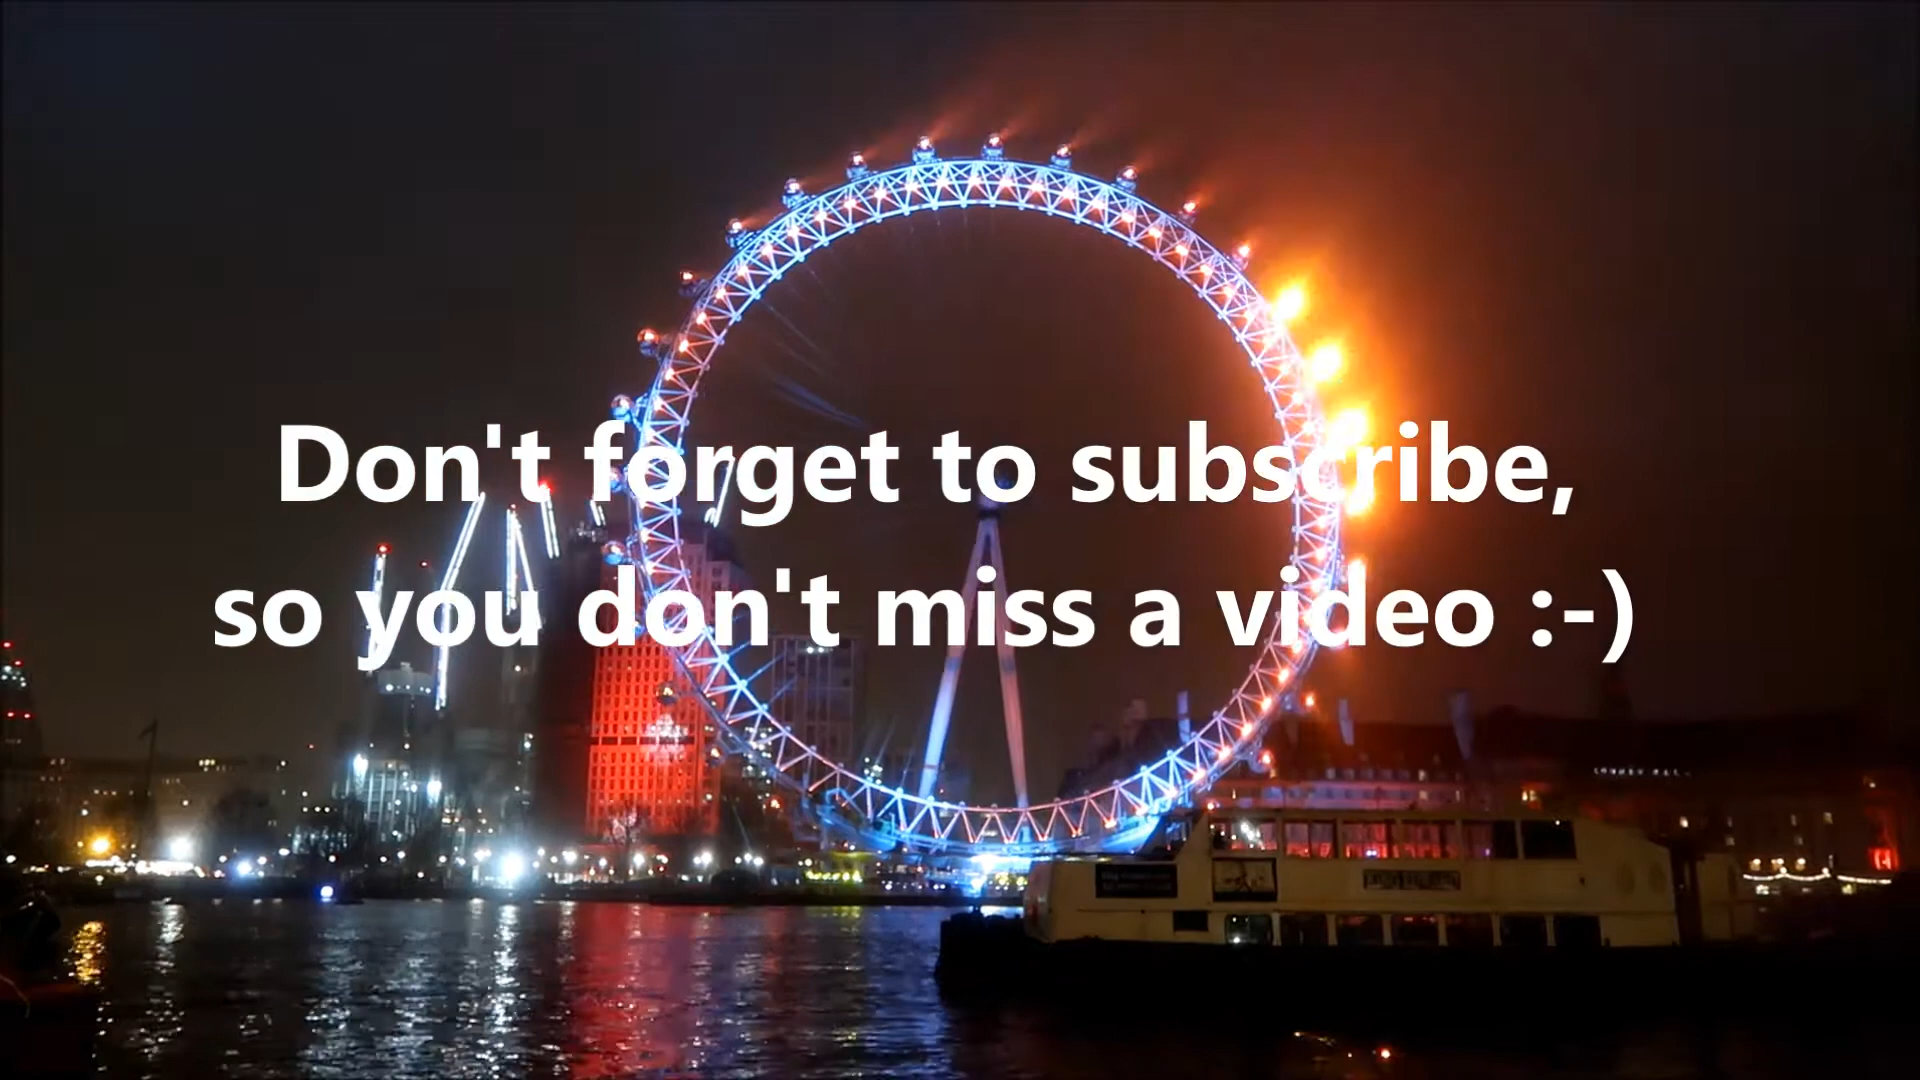 Don't forget to subscribe,
so you don't miss a video :-)